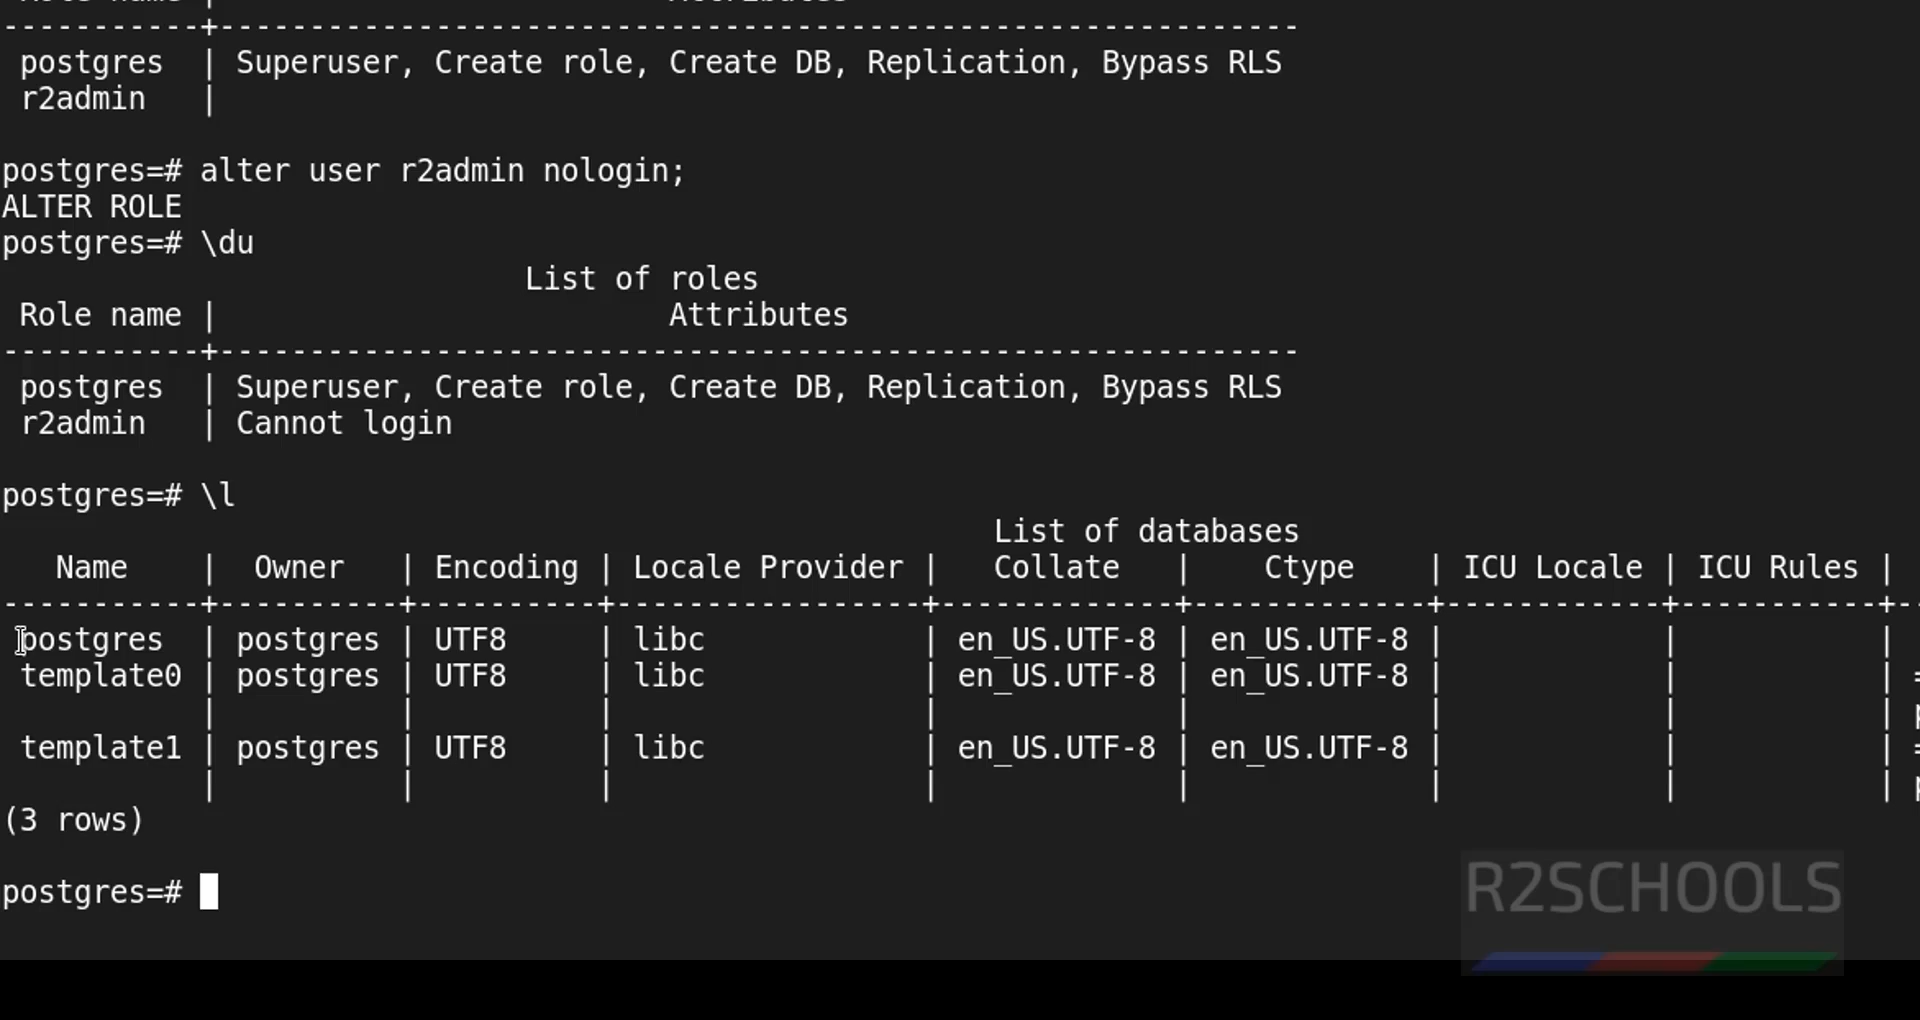 Role name | Attributes
-----------+------------------------------------------------------------
postgres | Superuser, Create role, Create DB, Replication, Bypass RLS
r2admin |
postgres=# alter user r2admin nologin;
ALTER ROLE
postgres=# \du
List of roles
Role name | Attributes
-----------+------------------------------------------------------------
postgres | Superuser, Create role, Create DB, Replication, Bypass RLS
r2admin | Cannot login
postgres=# \l
List of databases
Name | Owner | Encoding | Locale Provider | Collate | Ctype | ICU Locale | ICU Rules |
-----------+----------+----------+-----------------+-------------+-------------+------------+-----------+--
postgres | postgres | UTF8 | libc | en_US.UTF-8 | en_US.UTF-8 | | |
template0 | postgres | UTF8 | libc | en_US.UTF-8 | en_US.UTF-8 | | | =
| | | | | | | | p
template1 | postgres | UTF8 | libc | en_US.UTF-8 | en_US.UTF-8 | | | =
| | | | | | | | p
(3 rows)
postgres=#
R2SCHOOLS